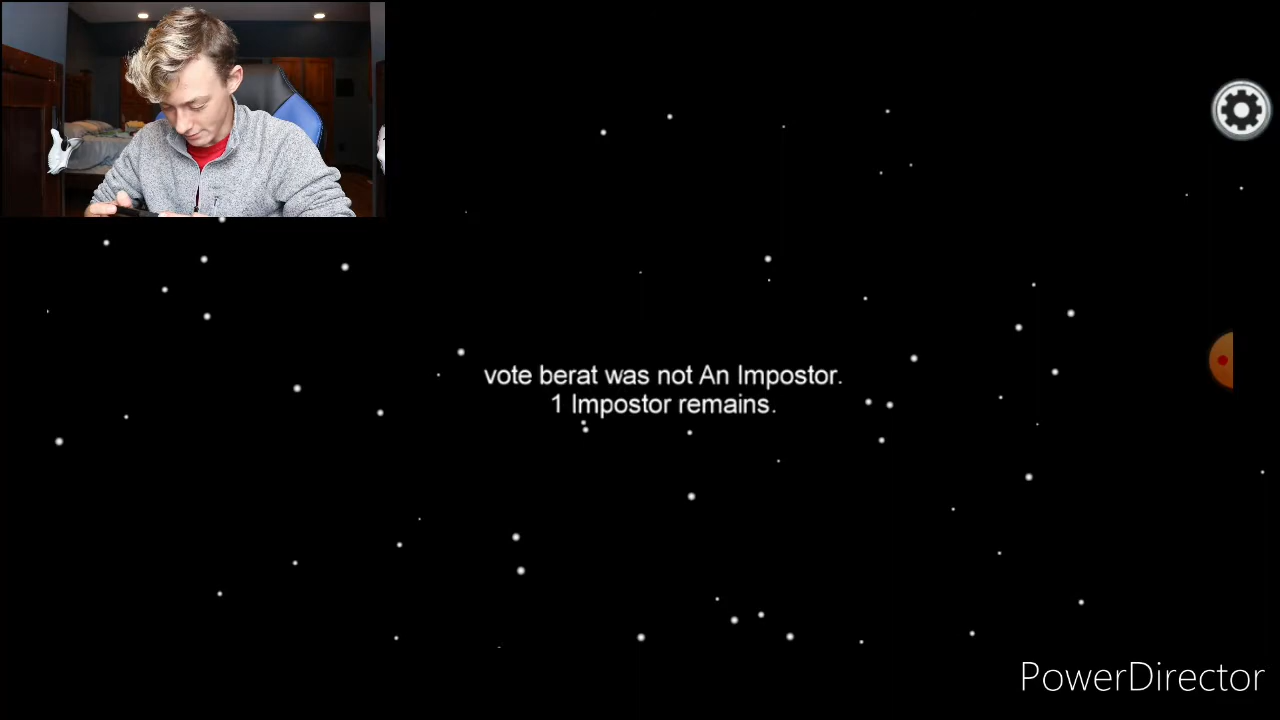 vote berat was not An Impostor.
1 Impostor remains.
PowerDirector